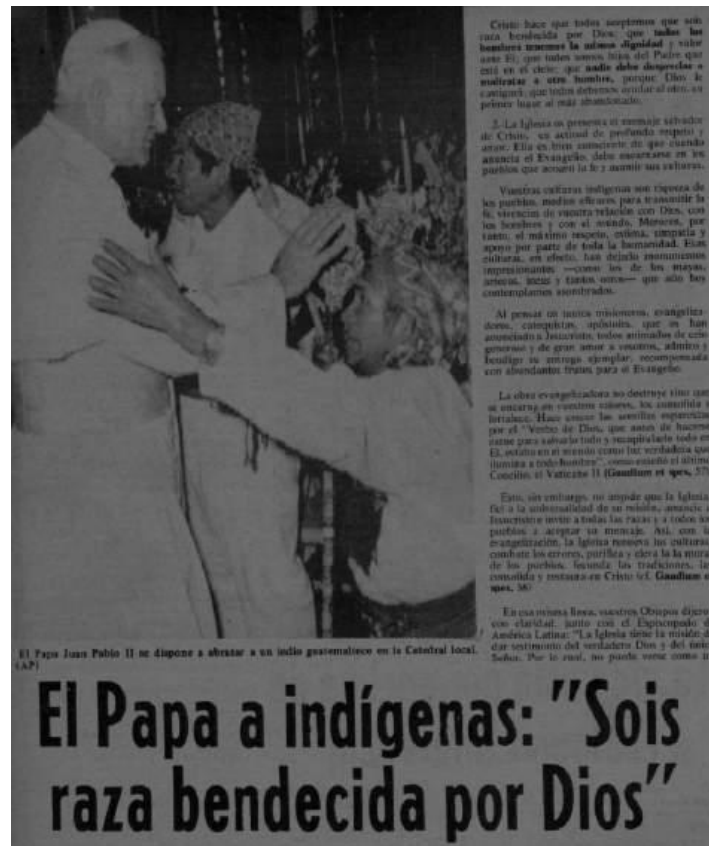 Cristo hace que todos aceptemos que sois
raza bendecida por Dios; que todos los
hombres tenemos la misma dignidad y valor
ante El; que todos somos hijos del Padre que
está en el cielo; que nadie debe despreciar o
maltratar a otro hombre, porque Dios le
castigará; que todos debemos ayudar al otro, en
primer lugar al más abandonado.
2. La Iglesia os presenta el mensaje salvador
de Cristo, en actitud de profundo respeto y
amor. Ella es bien consciente de que cuando
anuncia el Evangelio, debe encarnarse en los
pueblos que acogen la fe y asumir sus culturas.
Vuestras culturas indígenas son riqueza de
los pueblos, medios eficaces para transmitir la
fe, vivencias de vuestra relación con Dios, con
los hombres y con el mundo. Merecen, por
tanto, el máximo respeto, estima, simpatía y
apoyo por parte de toda la humanidad. Esas
culturas, en efecto, han dejado monumentos
impresionantes —como los de los mayas,
aztecas, incas y tantos otros— que aún hoy
contemplamos asombrados.
Al pensar en tantos misioneros, evangeliza-
dores, catequistas, apóstoles, que os han
anunciado a Jesucristo, todos animados de celo
generoso y de gran amor a vosotros, admiro y
bendigo su entrega ejemplar, recompensada
con abundantes frutos para el Evangelio.
La obra evangelizadora no destruye sino que
se encarna en vuestros valores, los consolida y
fortalece. Hace crecer las semillas esparcidas
por el "Verbo de Dios, que antes de hacerse
carne para salvarlo todo y recapitularlo todo en
El, estaba en el mundo como luz verdadera que
ilumina a todo hombre", como enseñó el último
Concilio, el Vaticano II (Gaudium et spes, 57)
Esto, sin embargo, no impide que la Iglesia,
fiel a la universalidad de su misión, anuncie a
Jesucristo e invite a todas las razas y a todos los
pueblos a aceptar su mensaje. Así, con la
evangelización, la Iglesia renueva las culturas,
combate los errores, purifica y eleva la moral
de los pueblos, fecunda las tradiciones, las
consolida y restaura en Cristo (cf. Gaudium et
spes, 58)
En esa misma línea, vuestros Obispos dijeron
con claridad, junto con el Episcopado de
América Latina: "La Iglesia tiene la misión de
dar testimonio del verdadero Dios y del único
Señor. Por lo cual, no puede verse como un
El Papa Juan Pablo II se dispone a abrazar a un indio guatemalteco en la Catedral local.
(AP)
El Papa a indígenas: "Sois
raza bendecida por Dios"